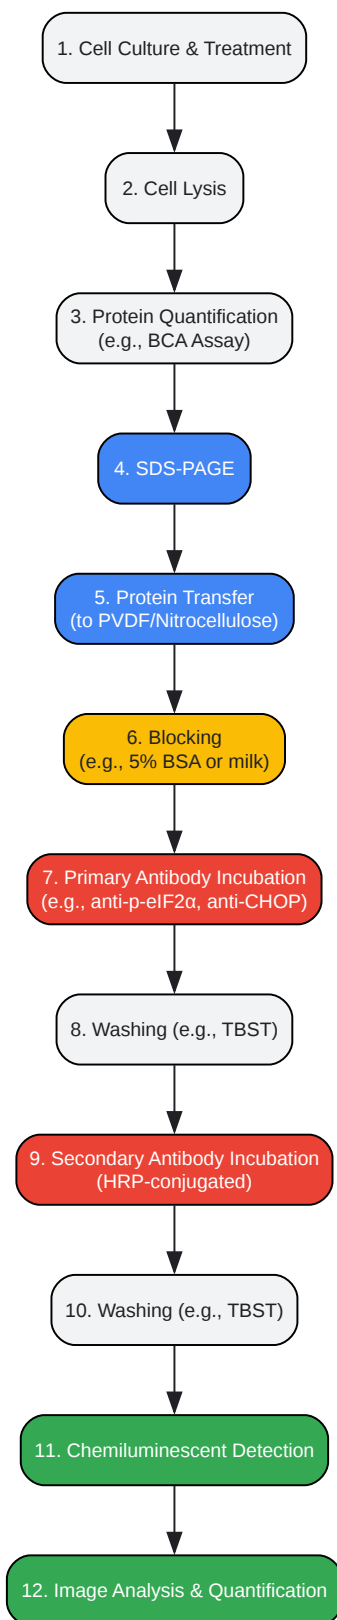 1. Cell Culture & Treatment
2. Cell Lysis
3. Protein Quantification
(e.g., BCA Assay)
4. SDS-PAGE
5. Protein Transfer
(to PVDF/Nitrocellulose)
6. Blocking
(e.g., 5% BSA or milk)
7. Primary Antibody Incubation
(e.g., anti-p-eIF2α, anti-CHOP)
8. Washing (e.g., TBST)
9. Secondary Antibody Incubation
(HRP-conjugated)
10. Washing (e.g., TBST)
11. Chemiluminescent Detection
12. Image Analysis & Quantification